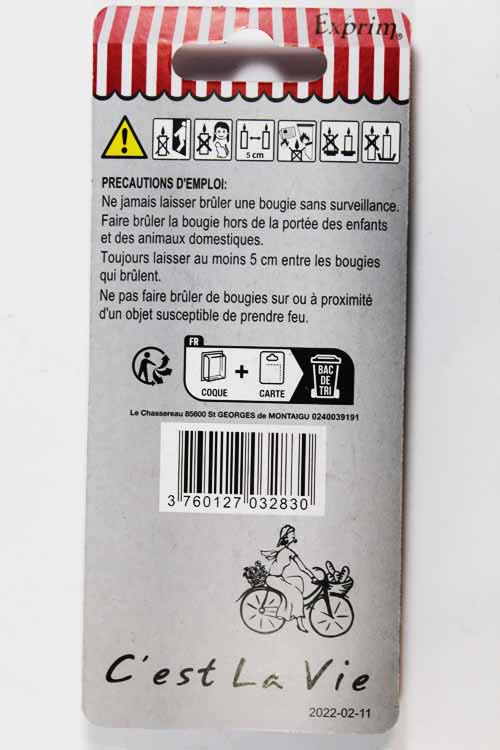 Exprim®
5 cm
PRECAUTIONS D'EMPLOI:
Ne jamais laisser brûler une bougie sans surveillance.
Faire brûler la bougie hors de la portée des enfants
et des animaux domestiques.
Toujours laisser au moins 5 cm entre les bougies
qui brûlent.
Ne pas faire brûler de bougies sur ou à proximité
d'un objet susceptible de prendre feu.
FR
COQUE + CARTE
BAC
DE
TRI
Le Chassereau 85600 St GEORGES de MONTAIGU 0240039191
3 760127 032830
C'est La Vie
2022-02-11